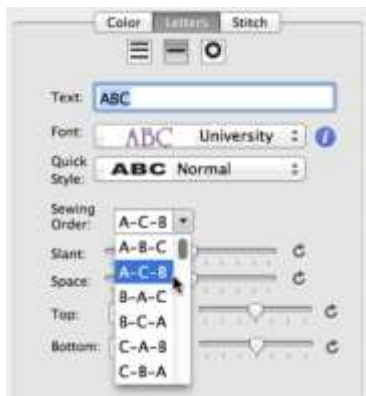 Color Letters Stitch
Text: ABC
Font: ABC University
Quick Style: ABC Normal
Sewing Order: A-C-B
A-B-C
Slant:
A-C-B
Space:
B-A-C
Top:
B-C-A
Bottom:
C-A-B
C-B-A